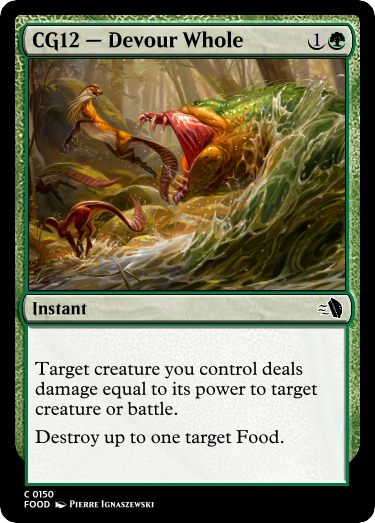 CG12 — Devour Whole 1
Instant
Target creature you control deals
damage equal to its power to target
creature or battle.
Destroy up to one target Food.
C 0150
FOOD PIERRE IGNASZEWSKI